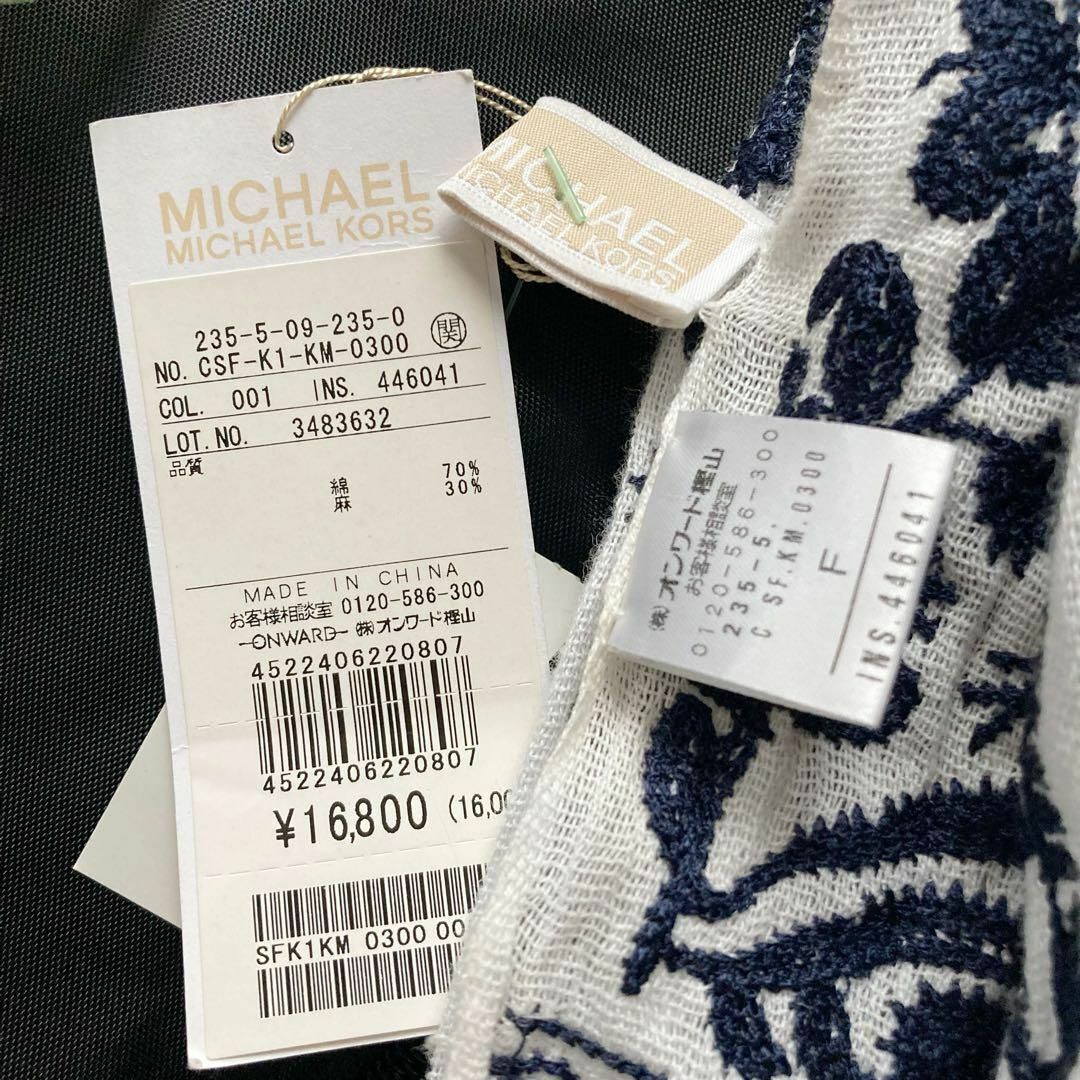 MICHAEL
MICHAEL KORS
235-5-09-235-0
NO. CSF-K1-KM-0300 関
COL. 001 INS. 446041
LOT.NO. 3483632
品質
綿 70%
麻 30%
MADE IN CHINA
お客様相談室 0120-586-300
ONWARD ㈱オンワード樫山
4522406220807
4522406220807
¥16,800 (16,00
SFK1KM 0300 00
MICHAEL
MICHAEL KORS
㈱オンワード樫山
お客様相談室
0120-586-300
235-5.
C SF.KM.0300
F
INS.446041